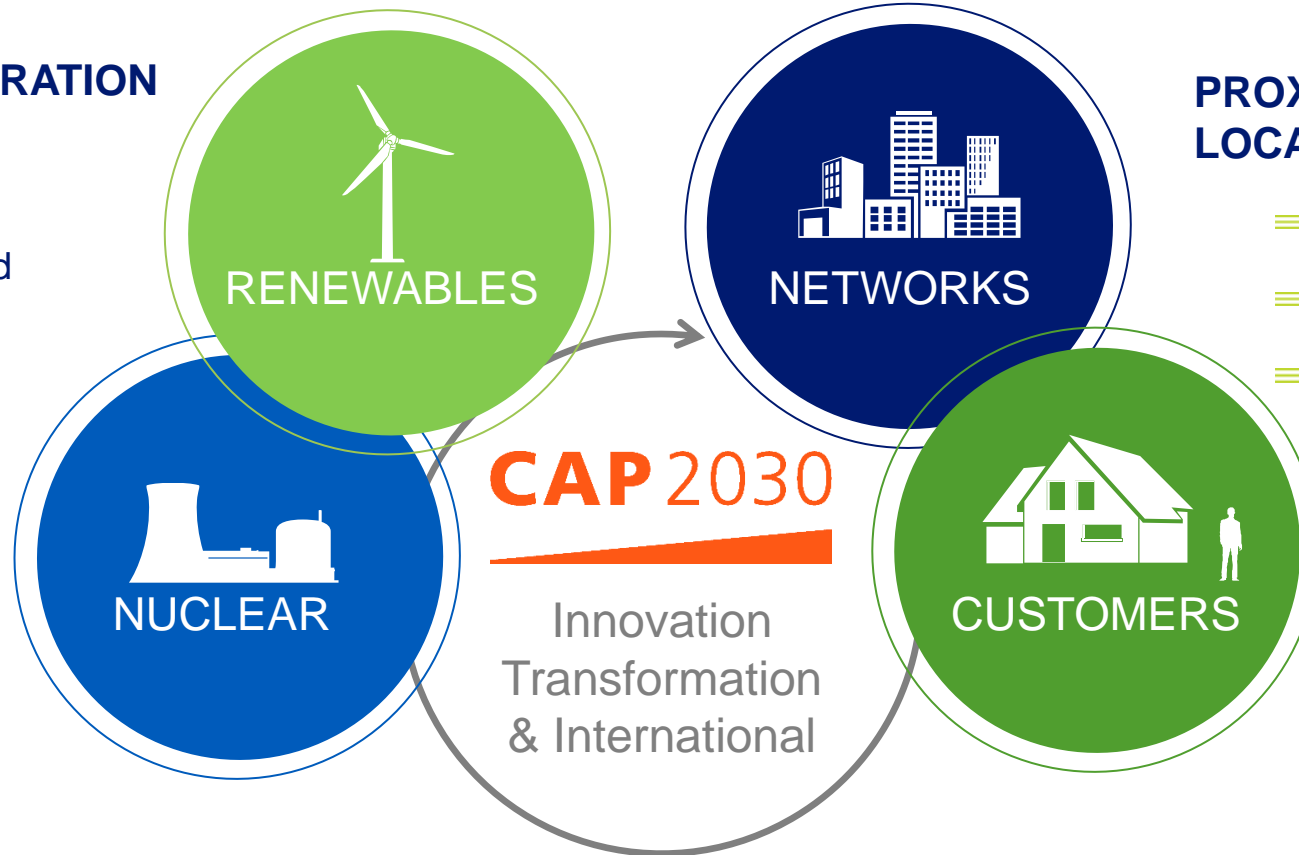 RATION
PROX
LOCA
d
RENEWABLES
NETWORKS
CAP 2030
NUCLEAR
CUSTOMERS
Innovation
Transformation
& International